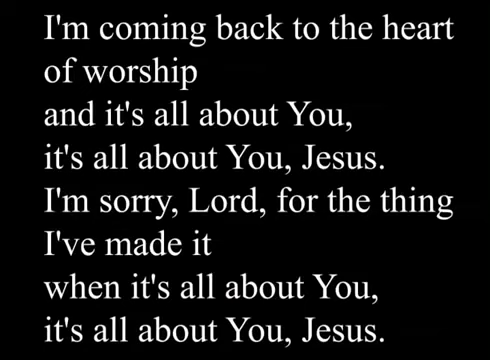 I'm coming back to the heart
of worship
and it's all about You,
it's all about You, Jesus.
I'm sorry, Lord, for the thing
I've made it
when it's all about You,
it's all about You, Jesus.